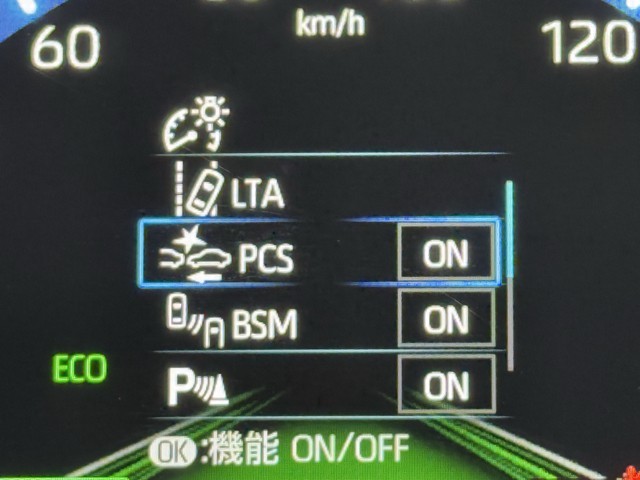 km/h
60
120
LTA
PCS ON
BSM ON
ECO
P ON
OK :機能 ON/OFF